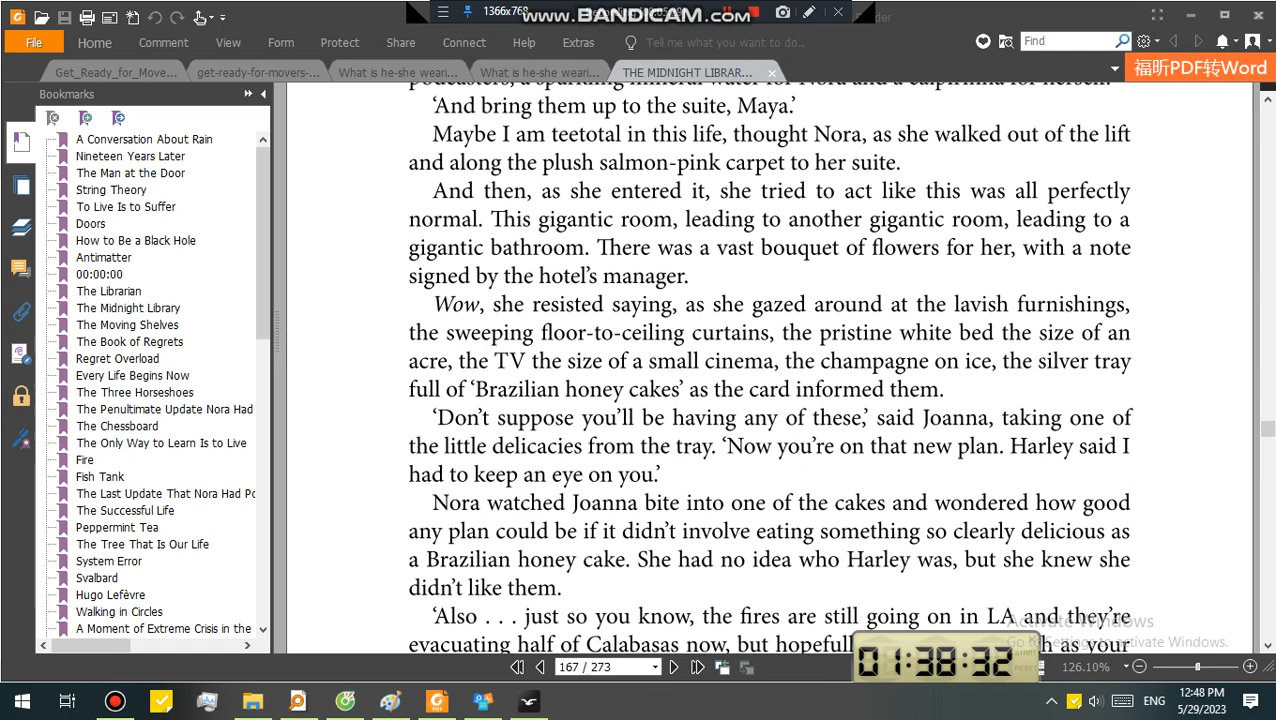 1366x768
www.BANDICAM.com
File
Home
Comment
View
Form
Protect
Share
Connect
Help
Extras
Tell me what you want to do...
Find
Get_Ready_for_Move...
get-ready-for-movers-...
What is he-she weari...
What is he-she weari...
THE MIDNIGHT LIBRAR...
福昕PDF转Word
Bookmarks
A Conversation About Rain
Nineteen Years Later
The Man at the Door
String Theory
To Live Is to Suffer
Doors
How to Be a Black Hole
Antimatter
00:00:00
The Librarian
The Midnight Library
The Moving Shelves
The Book of Regrets
Regret Overload
Every Life Begins Now
The Three Horseshoes
The Penultimate Update Nora Had
The Chessboard
The Only Way to Learn Is to Live
Fire
Fish Tank
The Last Update That Nora Had Po
The Successful Life
Peppermint Tea
The Tree That Is Our Life
System Error
Svalbard
Hugo Lefèvre
Walking in Circles
A Moment of Extreme Crisis in the
‘And bring them up to the suite, Maya.’
Maybe I am teetotal in this life, thought Nora, as she walked out of the lift
and along the plush salmon-pink carpet to her suite.
And then, as she entered it, she tried to act like this was all perfectly
normal. This gigantic room, leading to another gigantic room, leading to a
gigantic bathroom. There was a vast bouquet of flowers for her, with a note
signed by the hotel’s manager.
Wow, she resisted saying, as she gazed around at the lavish furnishings,
the sweeping floor-to-ceiling curtains, the pristine white bed the size of an
acre, the TV the size of a small cinema, the champagne on ice, the silver tray
full of ‘Brazilian honey cakes’ as the card informed them.
‘Don’t suppose you’ll be having any of these,’ said Joanna, taking one of
the little delicacies from the tray. ‘Now you’re on that new plan. Harley said I
had to keep an eye on you.’
Nora watched Joanna bite into one of the cakes and wondered how good
any plan could be if it didn’t involve eating something so clearly delicious as
a Brazilian honey cake. She had no idea who Harley was, but she knew she
didn’t like them.
‘Also . . . just so you know, the fires are still going on in LA and they’re
evactuating half of Calabasas now, but hopefully as your
Activate Windows
Go to Settings to activate Windows.
167 / 273
01:38:32
126.10%
ENG
12:48 PM
5/29/2023